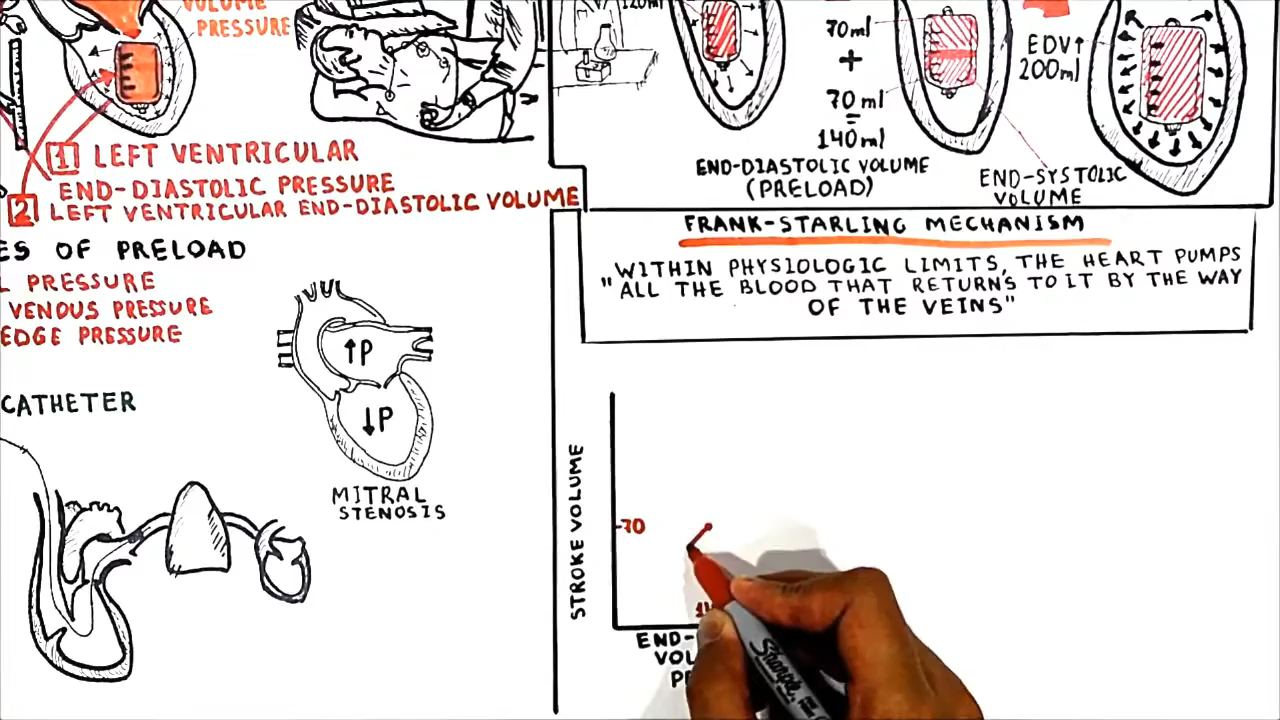 VOLUME
PRESSURE
1 LEFT VENTRICULAR
END-DIASTOLIC PRESSURE
2 LEFT VENTRICULAR END-DIASTOLIC VOLUME
ES OF PRELOAD
L PRESSURE
VENOUS PRESSURE
EDGE PRESSURE
CATHETER
↑P
↓P
MITRAL
STENOSIS
120ml
70ml
+
70 ml
=
140ml
END-DIASTOLIC VOLUME
(PRELOAD)
END-SYSTOLIC
VOLUME
EDV↑
200ml
FRANK-STARLING MECHANISM
"WITHIN PHYSIOLOGIC LIMITS, THE HEART PUMPS
"ALL THE BLOOD THAT RETURNS TO IT BY THE WAY
OF THE VEINS"
STROKE VOLUME
70
END-
VOL
Sharpie